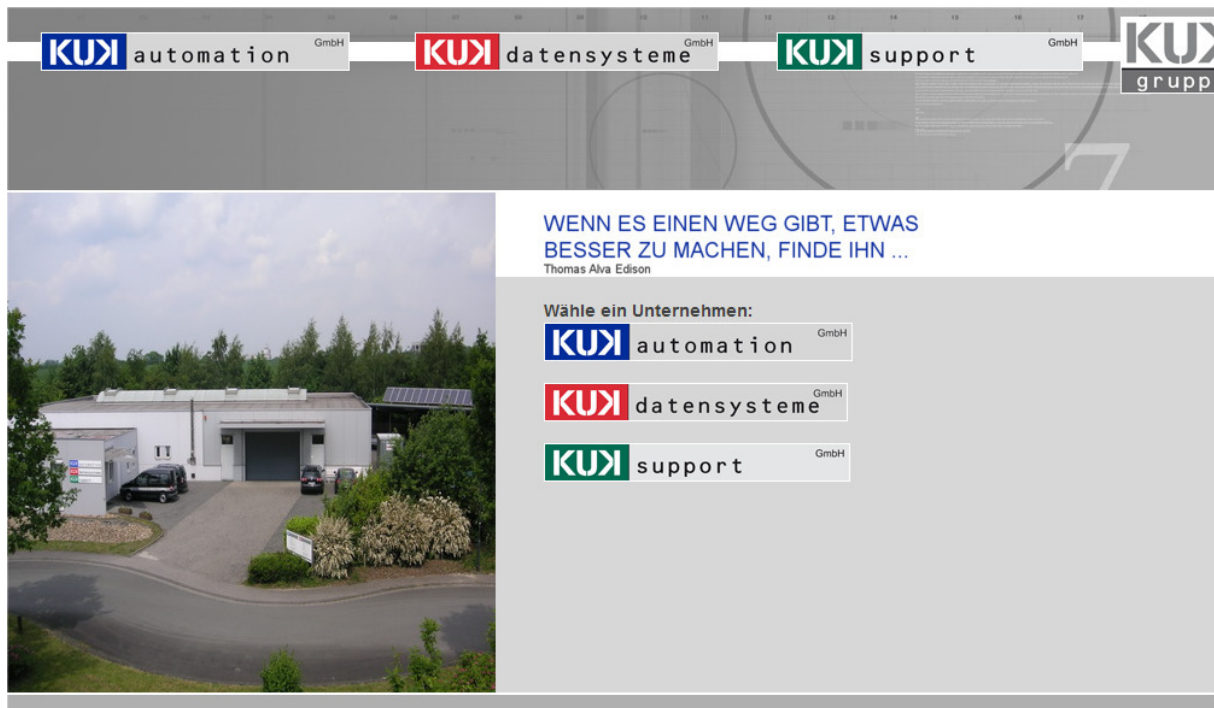 KUK automation GmbH
KUK datensysteme GmbH
KUK support GmbH
7
WENN ES EINEN WEG GIBT, ETWAS
BESSER ZU MACHEN, FINDE IHN ...
Thomas Alva Edison
Wähle ein Unternehmen:
KUK automation GmbH
KUK datensysteme GmbH
KUK support GmbH